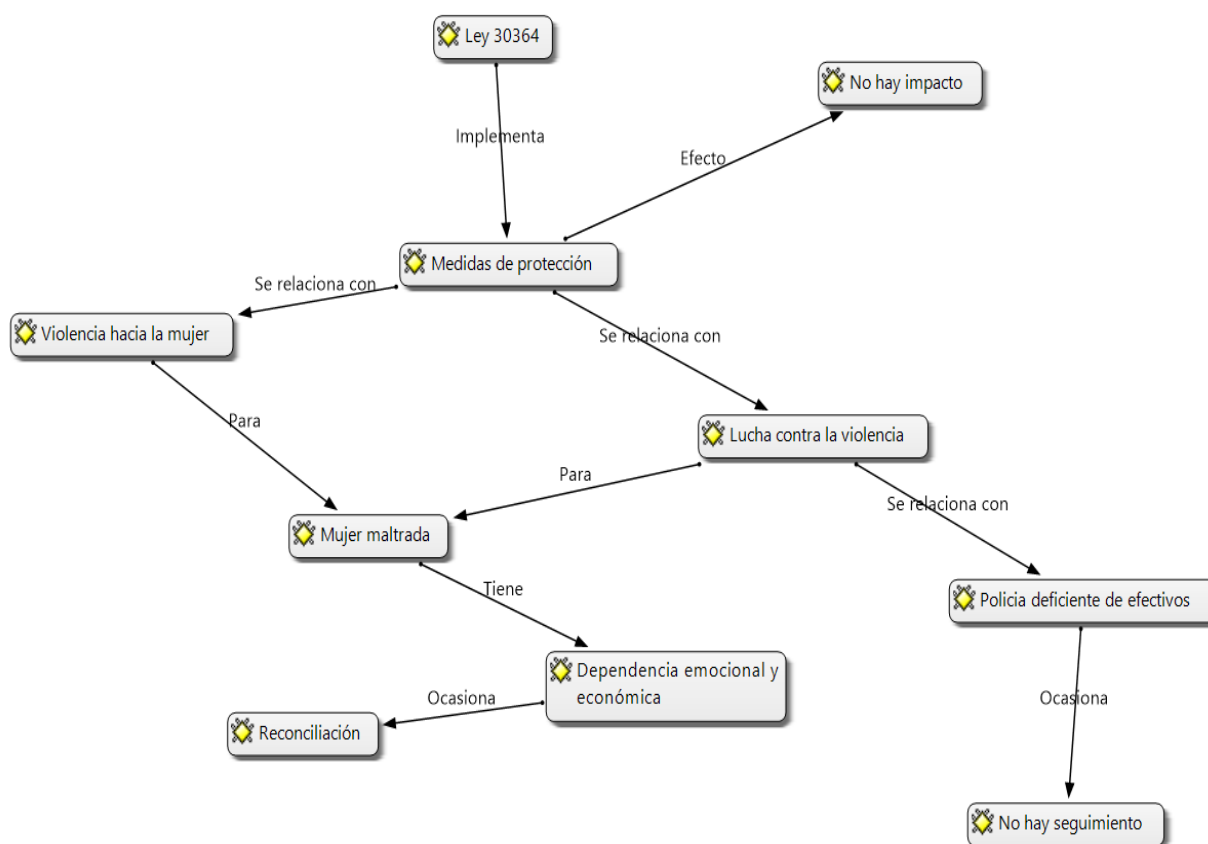 Ley 30364
No hay impacto
Implementa
Efecto
Medidas de protección
Se relaciona con
Violencia hacia la mujer
Se relaciona con
Para
Lucha contra la violencia
Para
Se relaciona con
Mujer maltrada
Tiene
Policia deficiente de efectivos
Dependencia emocional y
económica
Ocasiona
Ocasiona
Reconciliación
No hay seguimiento